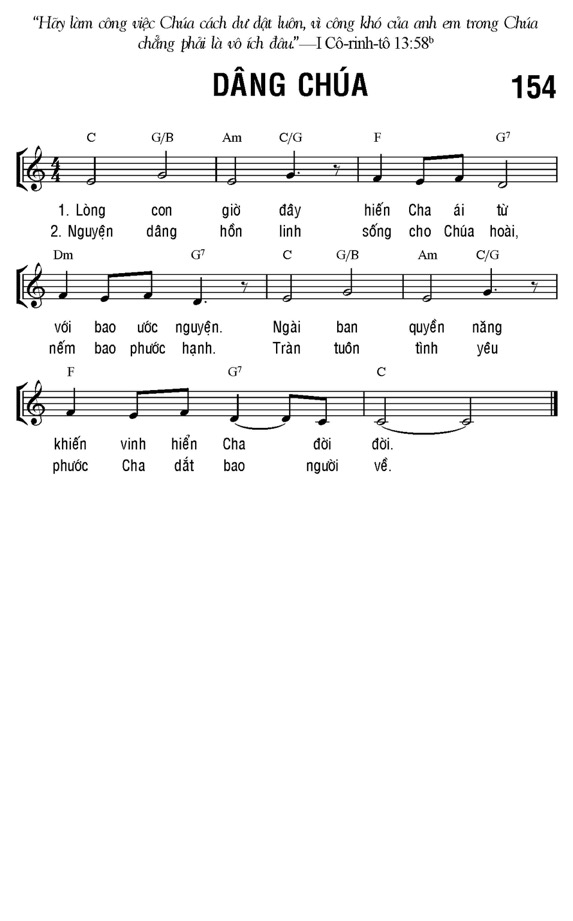 “Hãy làm công việc Chúa cách dư dật luôn, vì công khó của anh em trong Chúa
chẳng phải là vô ích đâu.”—I Cô-rinh-tô 13:58ᵇ
DÂNG CHÚA 154
C G/B Am C/G F G⁷
4/4
1. Lòng con giờ đây hiến Cha ái từ
2. Nguyện dâng hồn linh sống cho Chúa hoài,
Dm G⁷ C G/B Am C/G
với bao ước nguyện. Ngài ban quyền năng
nếm bao phước hạnh. Tràn tuôn tình yêu
F G⁷ C
khiến vinh hiển Cha đời đời.
phước Cha dắt bao người về.